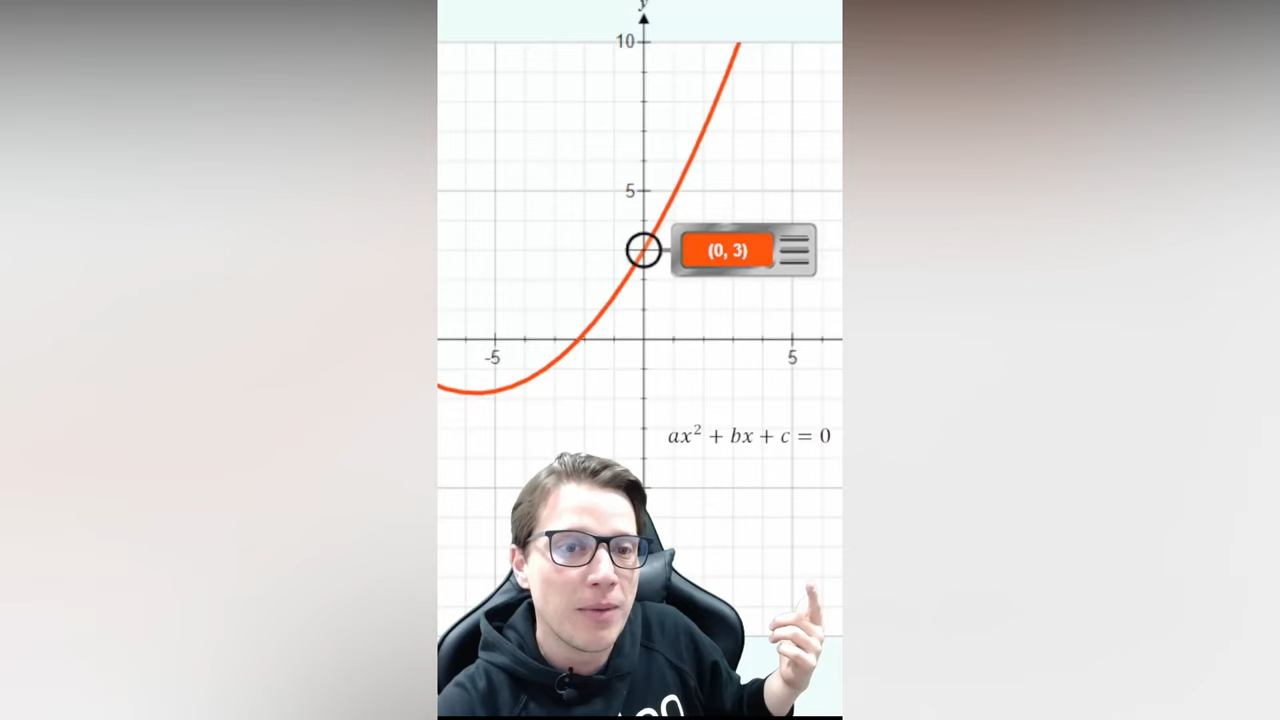 y
10
5
(0, 3)
-5
5
ax² + bx + c = 0